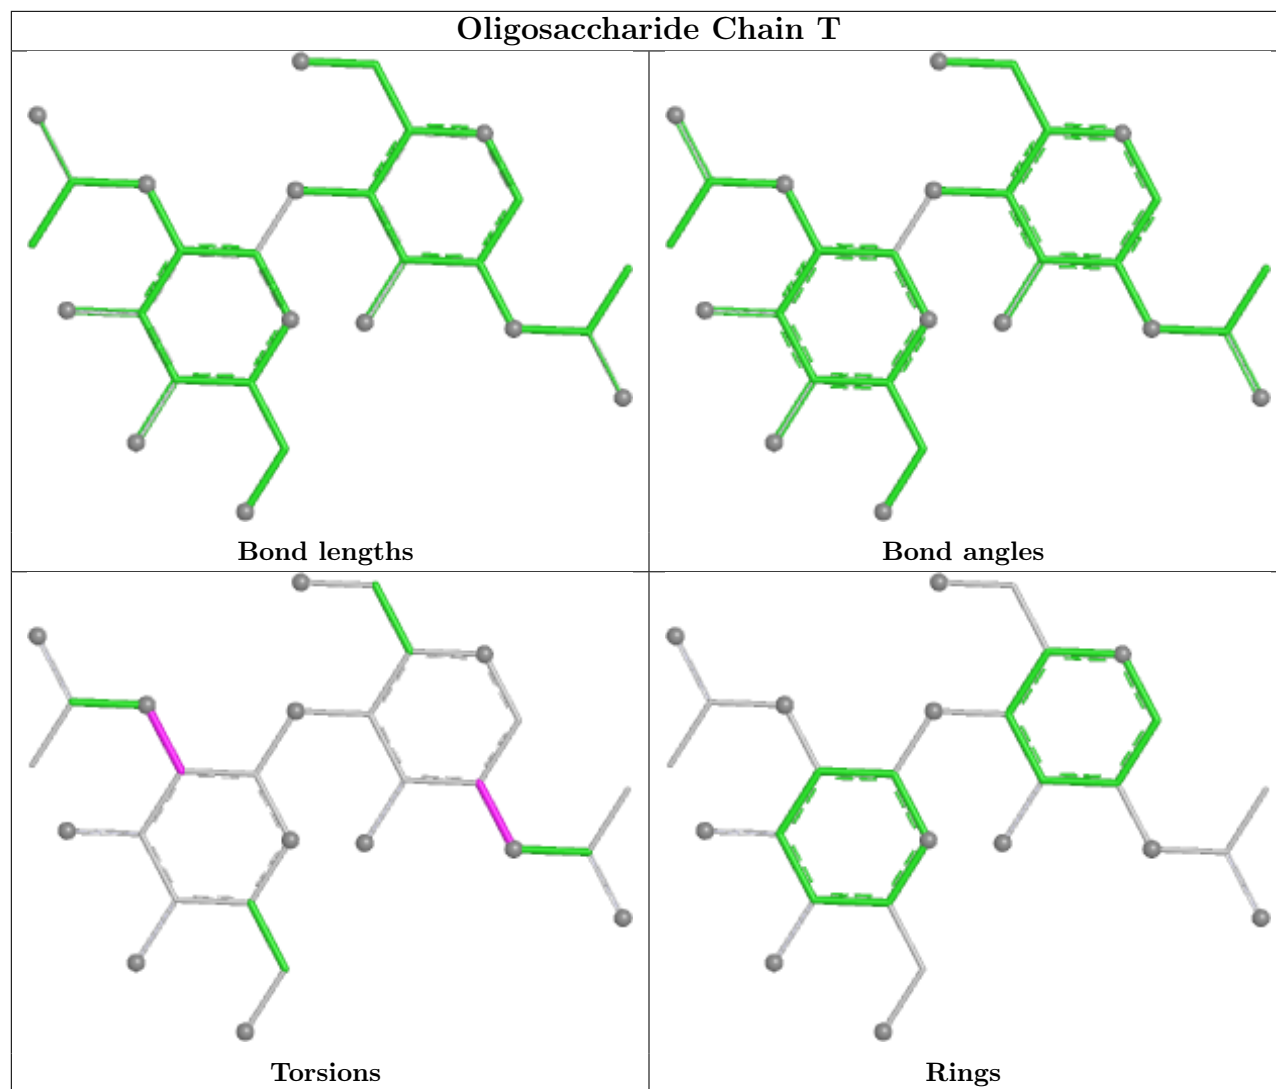 Oligosaccharide Chain T
Bond lengths
Bond angles
Torsions
Rings